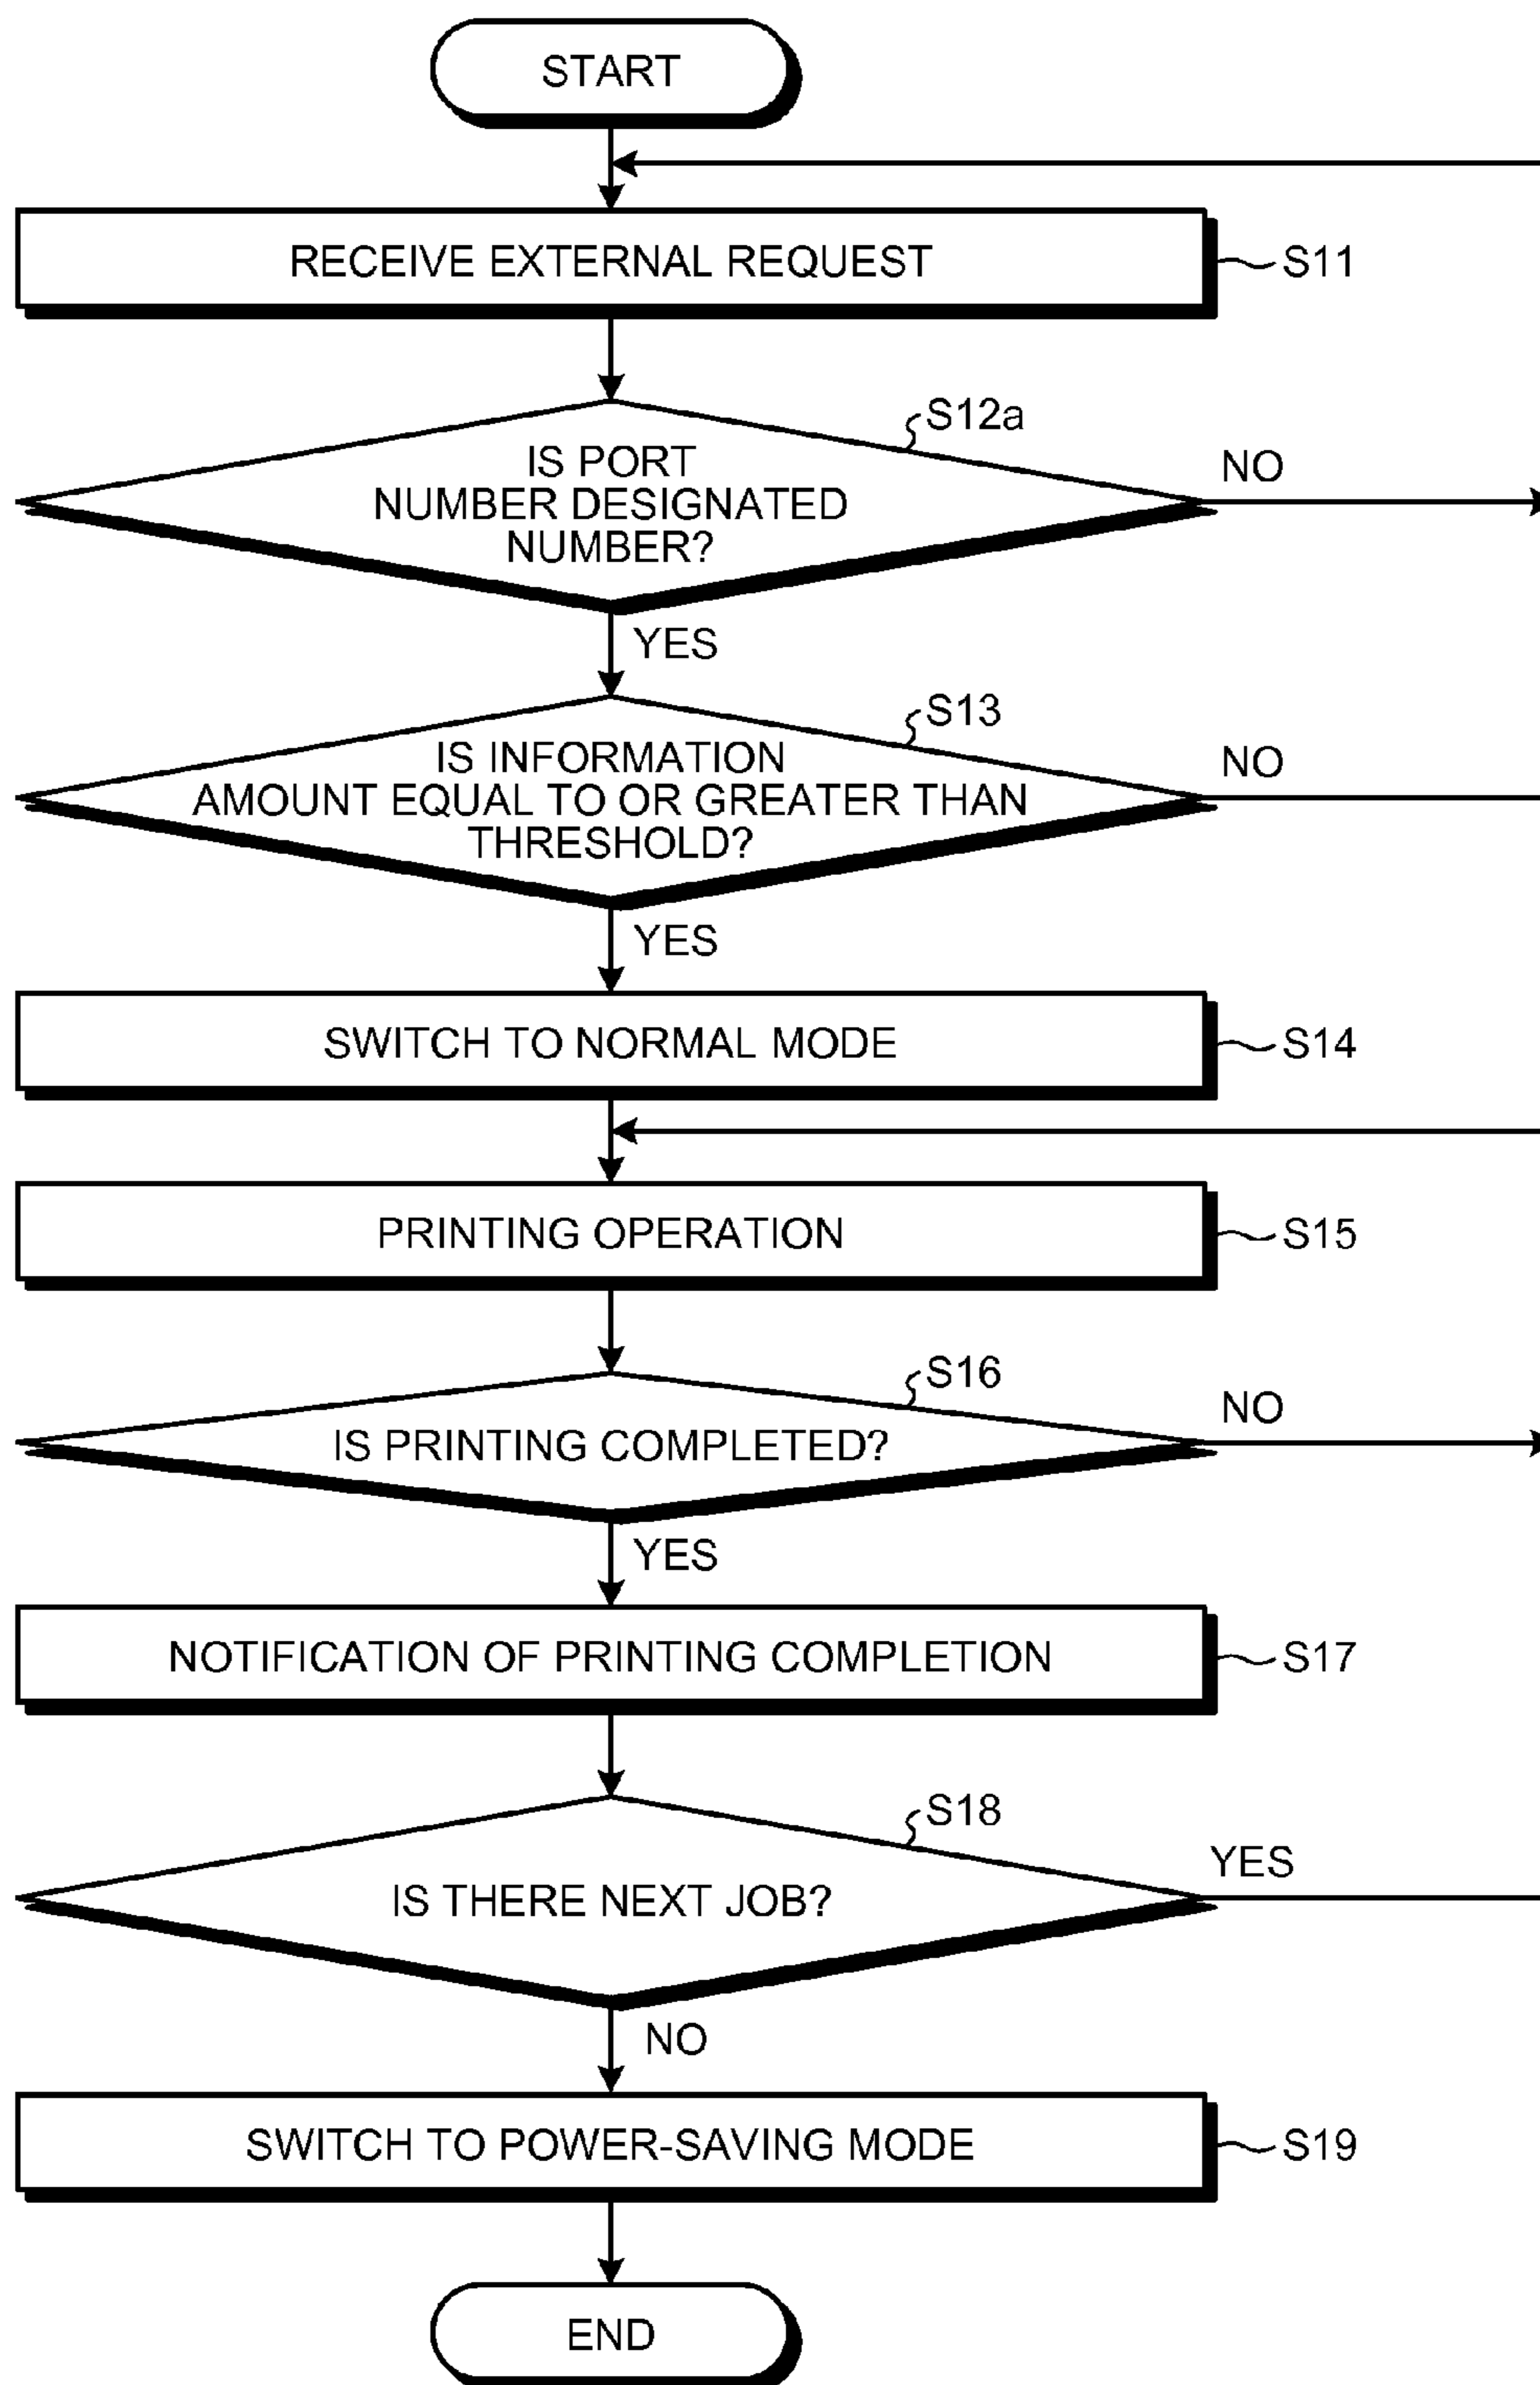 START
RECEIVE EXTERNAL REQUEST
S11
S12a
IS PORT
NUMBER DESIGNATED
NUMBER?
NO
YES
S13
IS INFORMATION
AMOUNT EQUAL TO OR GREATER THAN
THRESHOLD?
NO
YES
SWITCH TO NORMAL MODE
S14
PRINTING OPERATION
S15
S16
IS PRINTING COMPLETED?
NO
YES
NOTIFICATION OF PRINTING COMPLETION
S17
S18
IS THERE NEXT JOB?
YES
NO
SWITCH TO POWER-SAVING MODE
S19
END